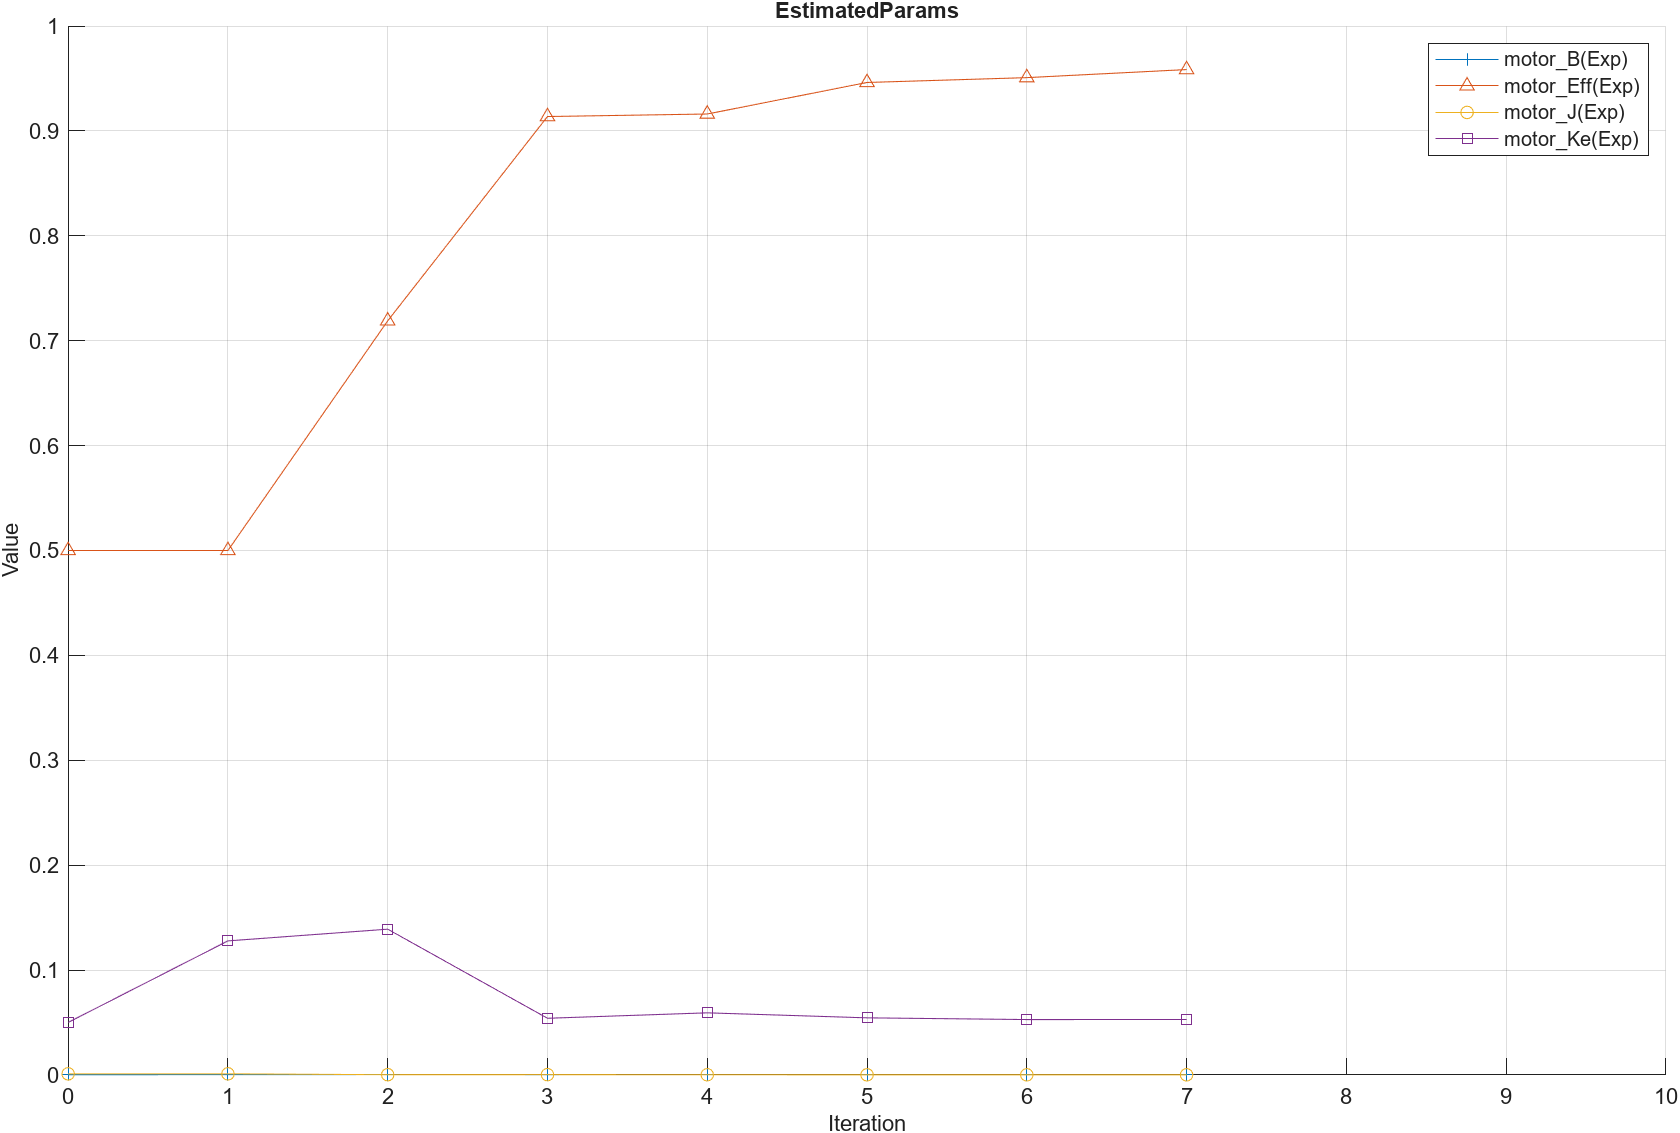 EstimatedParams
1
0.9
0.8
0.7
0.6
0.5
0.4
0.3
0.2
0.1
0
Value
motor_B(Exp)
motor_Eff(Exp)
motor_J(Exp)
motor_Ke(Exp)
0 1 2 3 4 5 6 7 8 9 10
Iteration